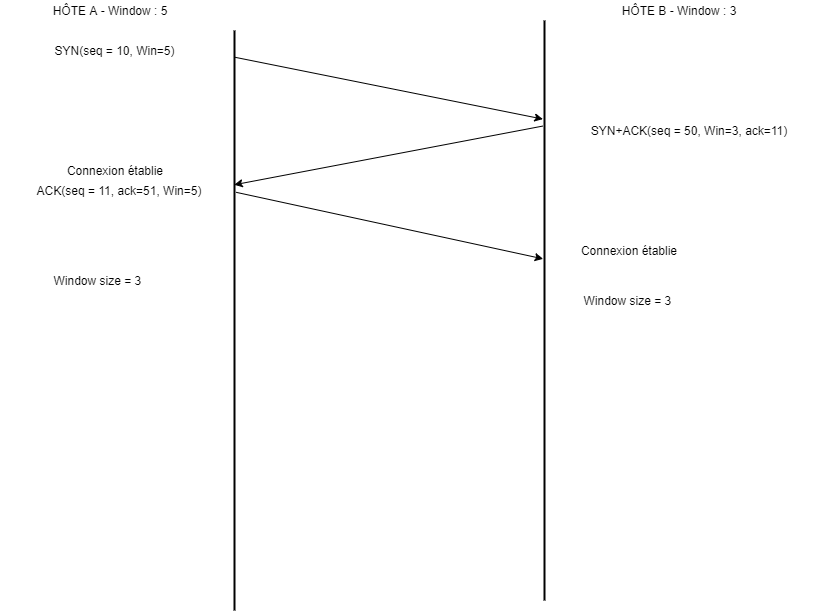 HÔTE A - Window : 5
HÔTE B - Window : 3
SYN(seq = 10, Win=5)
SYN+ACK(seq = 50, Win=3, ack=11)
Connexion établie
ACK(seq = 11, ack=51, Win=5)
Connexion établie
Window size = 3
Window size = 3